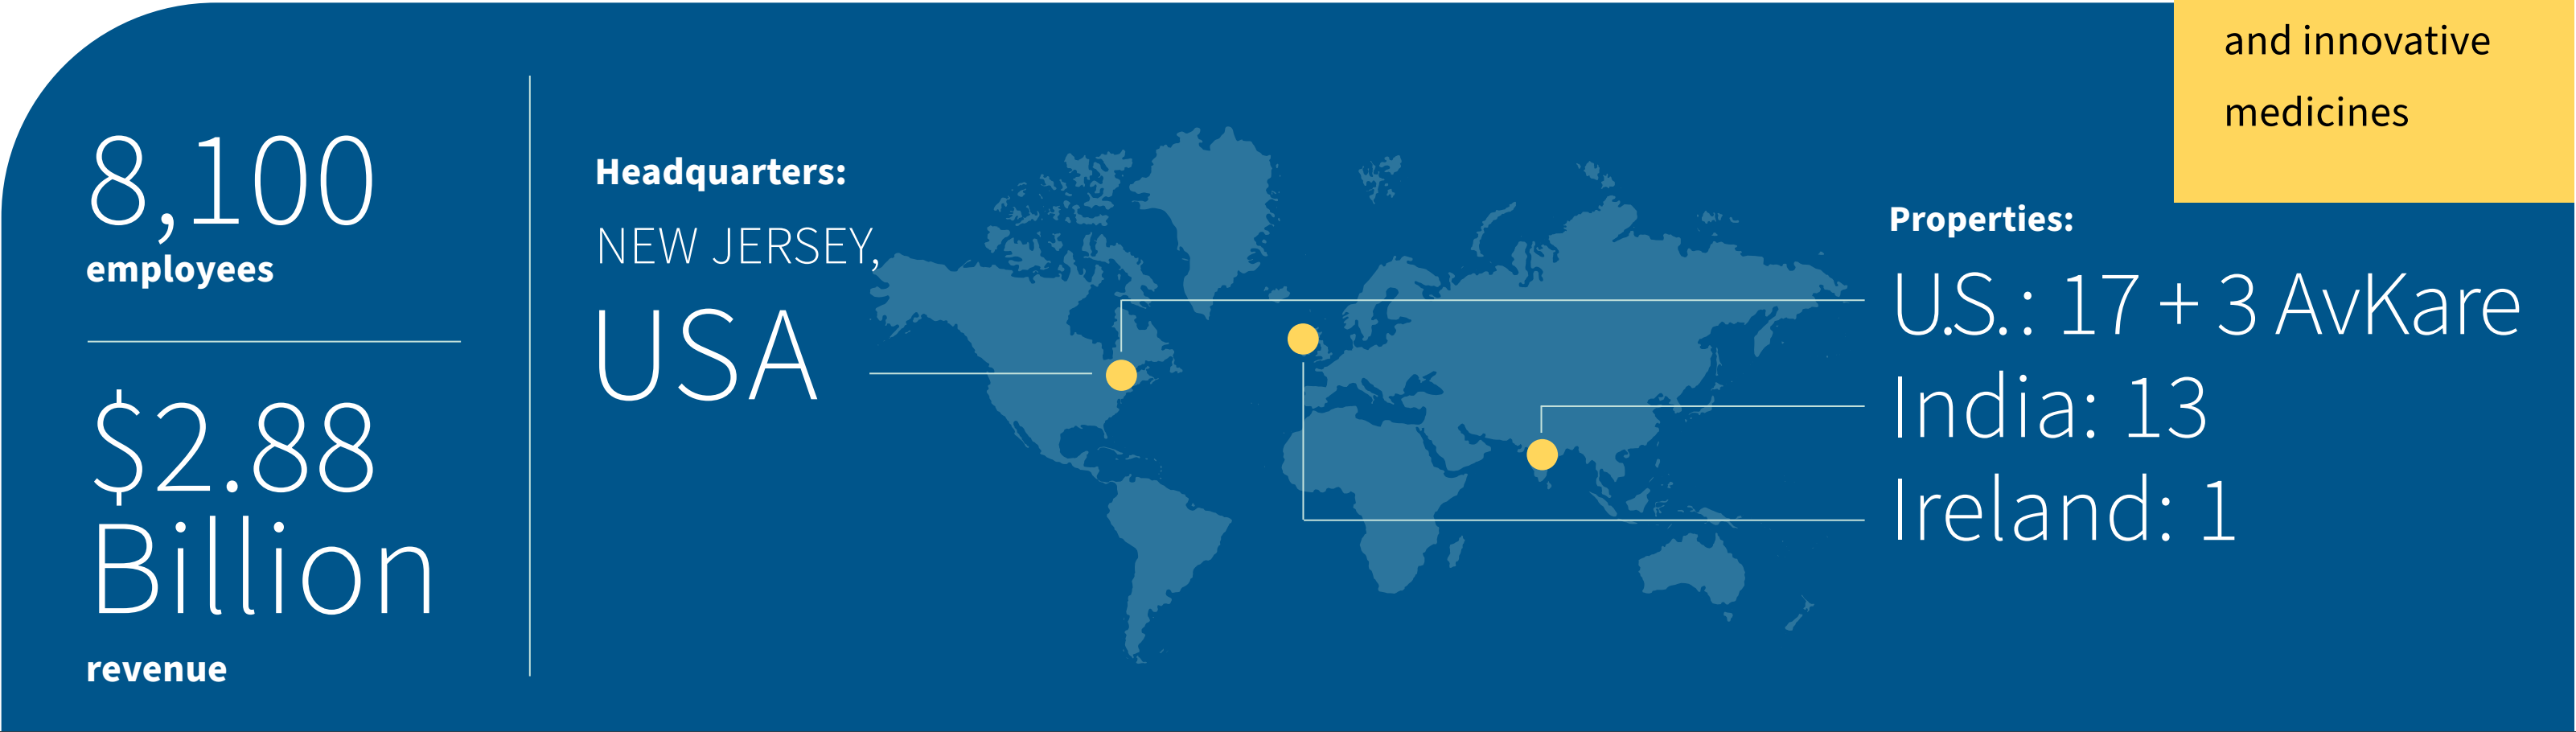 and innovative
medicines
8,100
employees
$2.88
Billion
revenue
Headquarters:
NEW JERSEY,
USA
Properties:
U.S.: 17 + 3 AvKare
India: 13
Ireland: 1